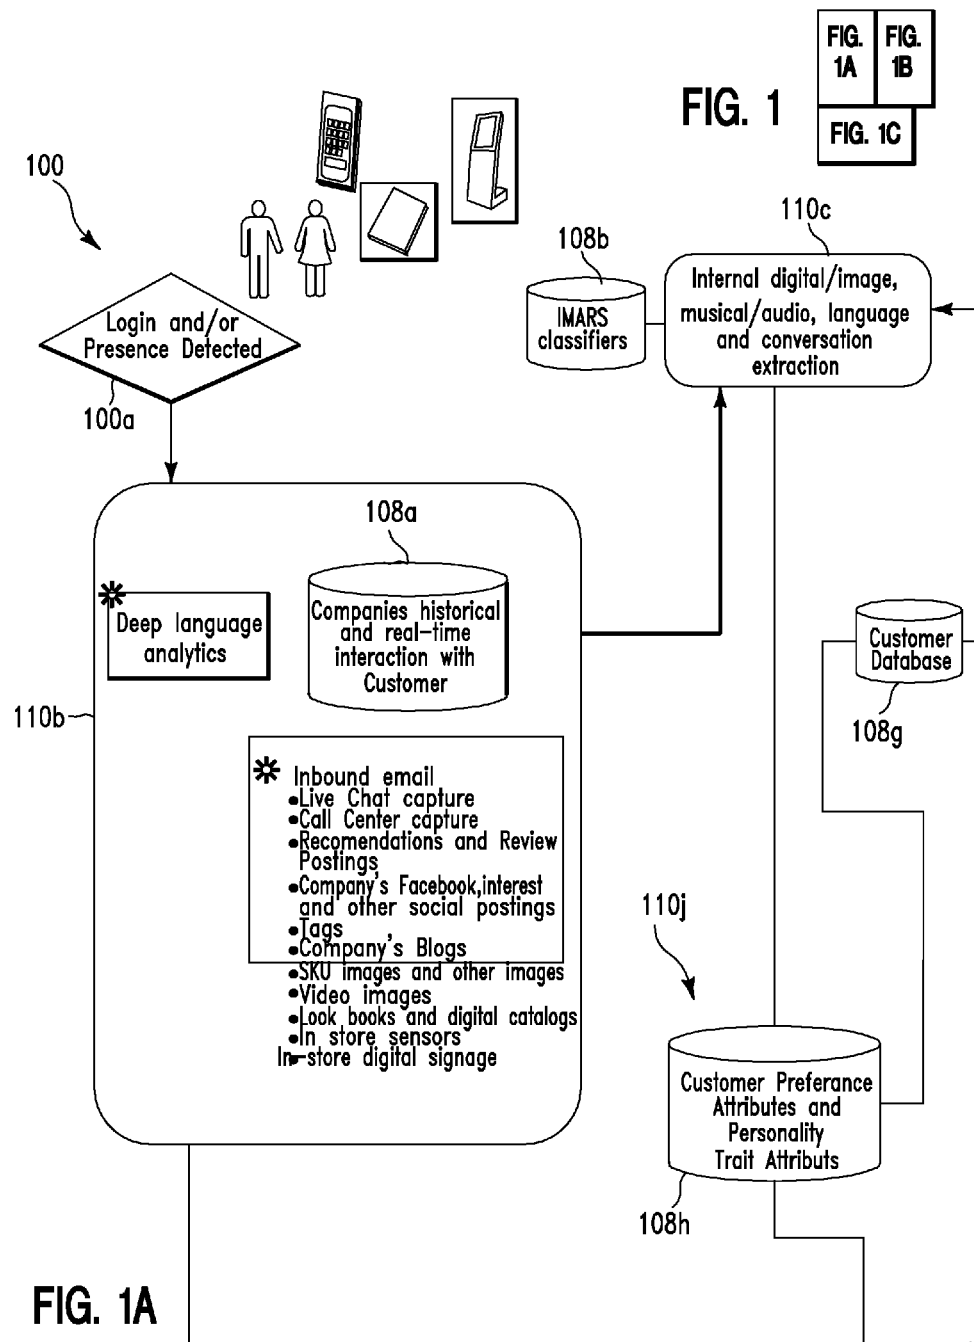 FIG. 1
FIG.
1A
FIG.
1B
FIG. 1C
100
Login and/or
Presence Detected
100a
108b
IMARS
classifiers
110c
Internal digital/image,
musical/audio, language
and conversation
extraction
108a
Companies historical
and real-time
interaction with
Customer
Deep language
analytics
110b
Inbound email
•Live Chat capture
•Call Center capture
•Recomendations and Review
Postings
•Company's Facebook,interest
and other social postings
•Tags
•Company's Blogs
•SKU images and other images
•Video images
•Look books and digital catalogs
•In store sensors
In-store digital signage
Customer
Database
108g
110j
Customer Preferance
Attributes and
Personality
Trait Attributs
108h
FIG. 1A